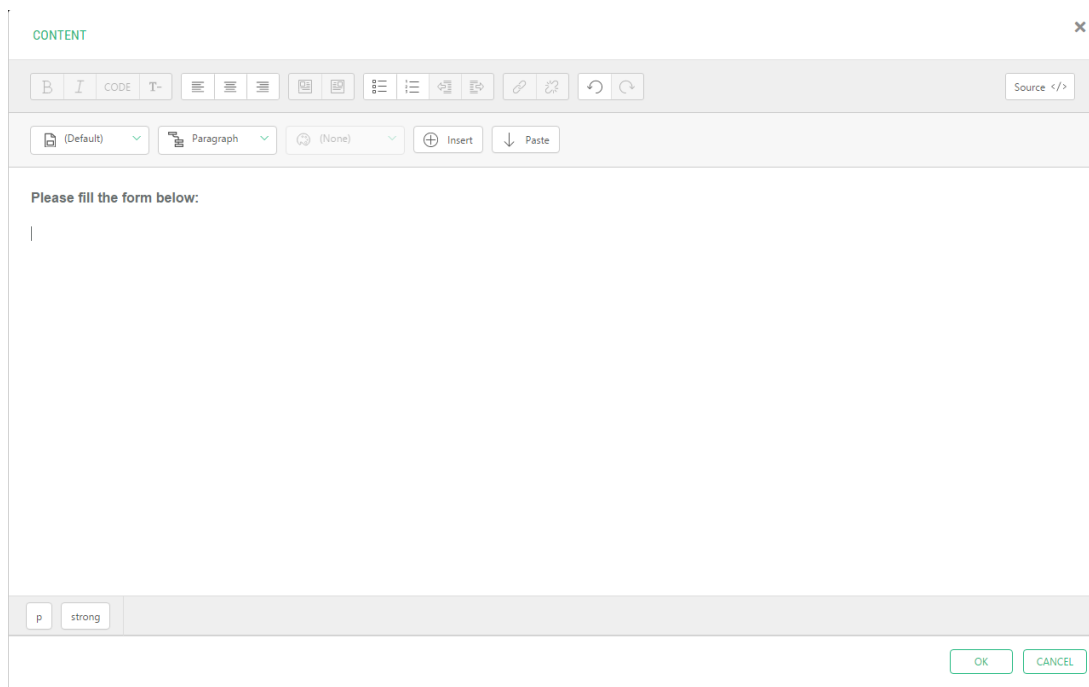 CONTENT
B I CODE T- Source </>
(Default) Paragraph (None) Insert Paste
Please fill the form below:
p strong
OK CANCEL